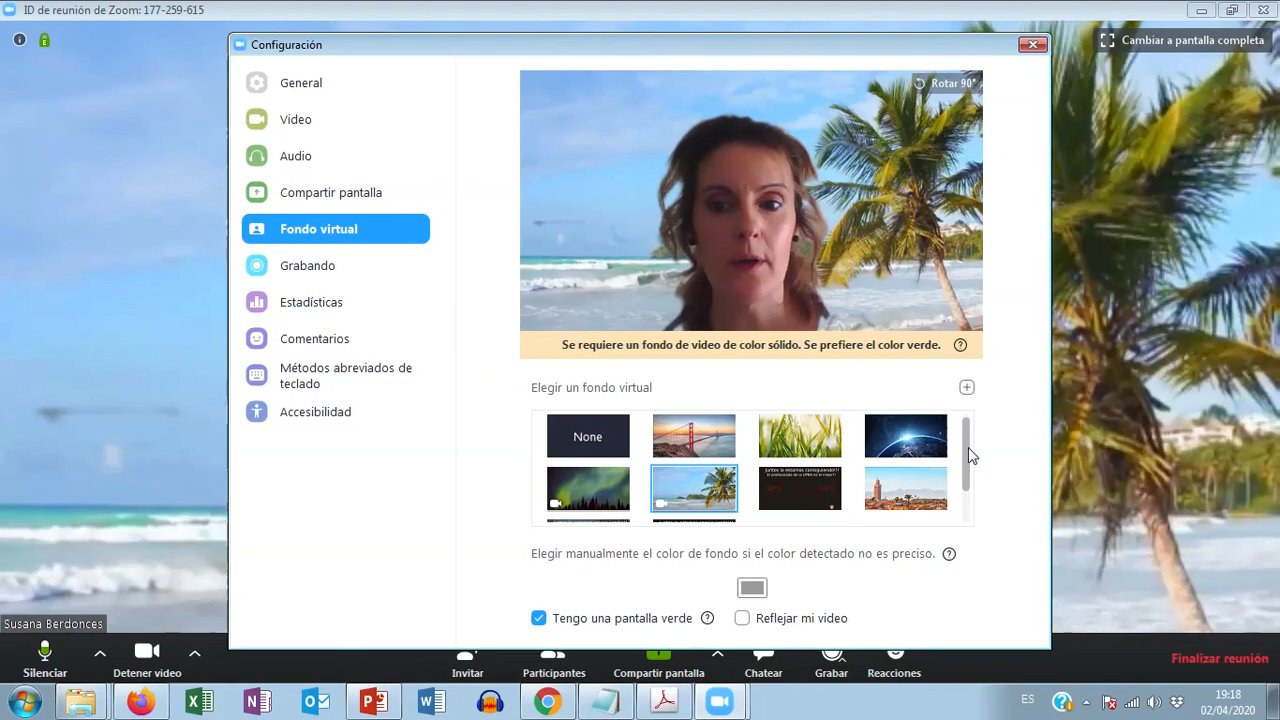 ID de reunión de Zoom: 177-259-615
Cambiar a pantalla completa
Configuración
General
Video
Audio
Compartir pantalla
Fondo virtual
Grabando
Estadísticas
Comentarios
Métodos abreviados de
teclado
Accesibilidad
Rotar 90°
Se requiere un fondo de video de color sólido. Se prefiere el color verde.
Elegir un fondo virtual
None
Elegir manualmente el color de fondo si el color detectado no es preciso.
Tengo una pantalla verde
Reflejar mi video
Susana Berdonces
Silenciar
Detener video
Invitar
Participantes
Compartir pantalla
Chatear
Grabar
Reacciones
Finalizar reunión
ES
19:18
02/04/2020